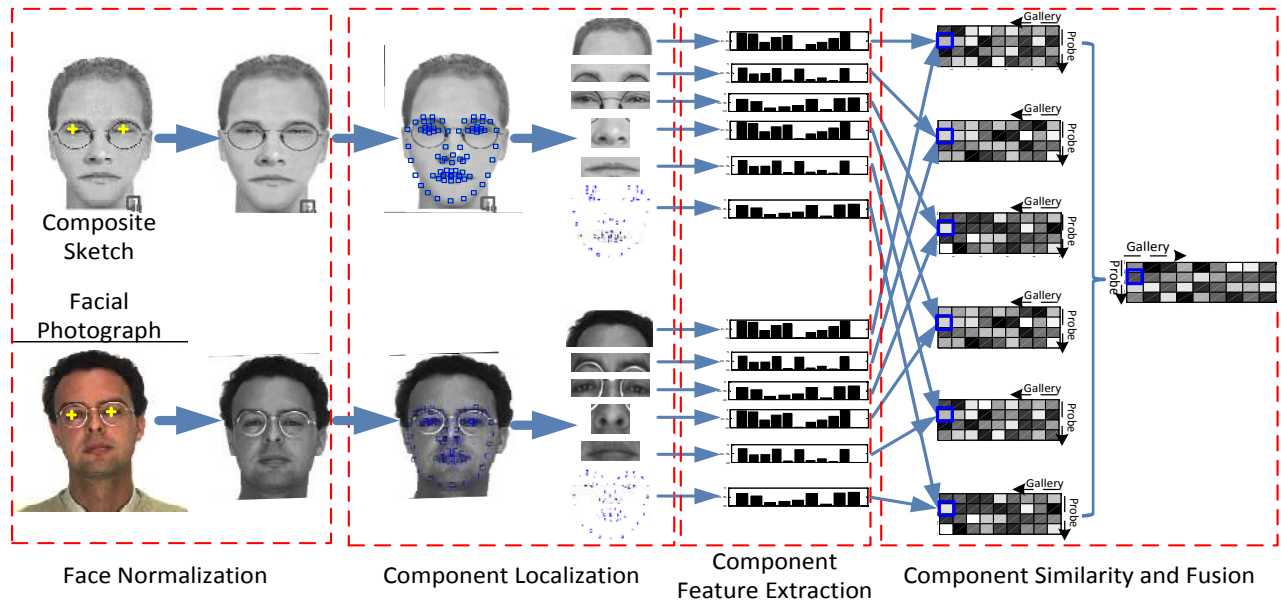 Composite
Sketch
Facial
Photograph
Gallery
Probe
Gallery
Probe
Gallery
Probe
Gallery
Probe
Gallery
Probe
Gallery
Probe
Gallery
Probe
Face Normalization
Component Localization
Component
Feature Extraction
Component Similarity and Fusion